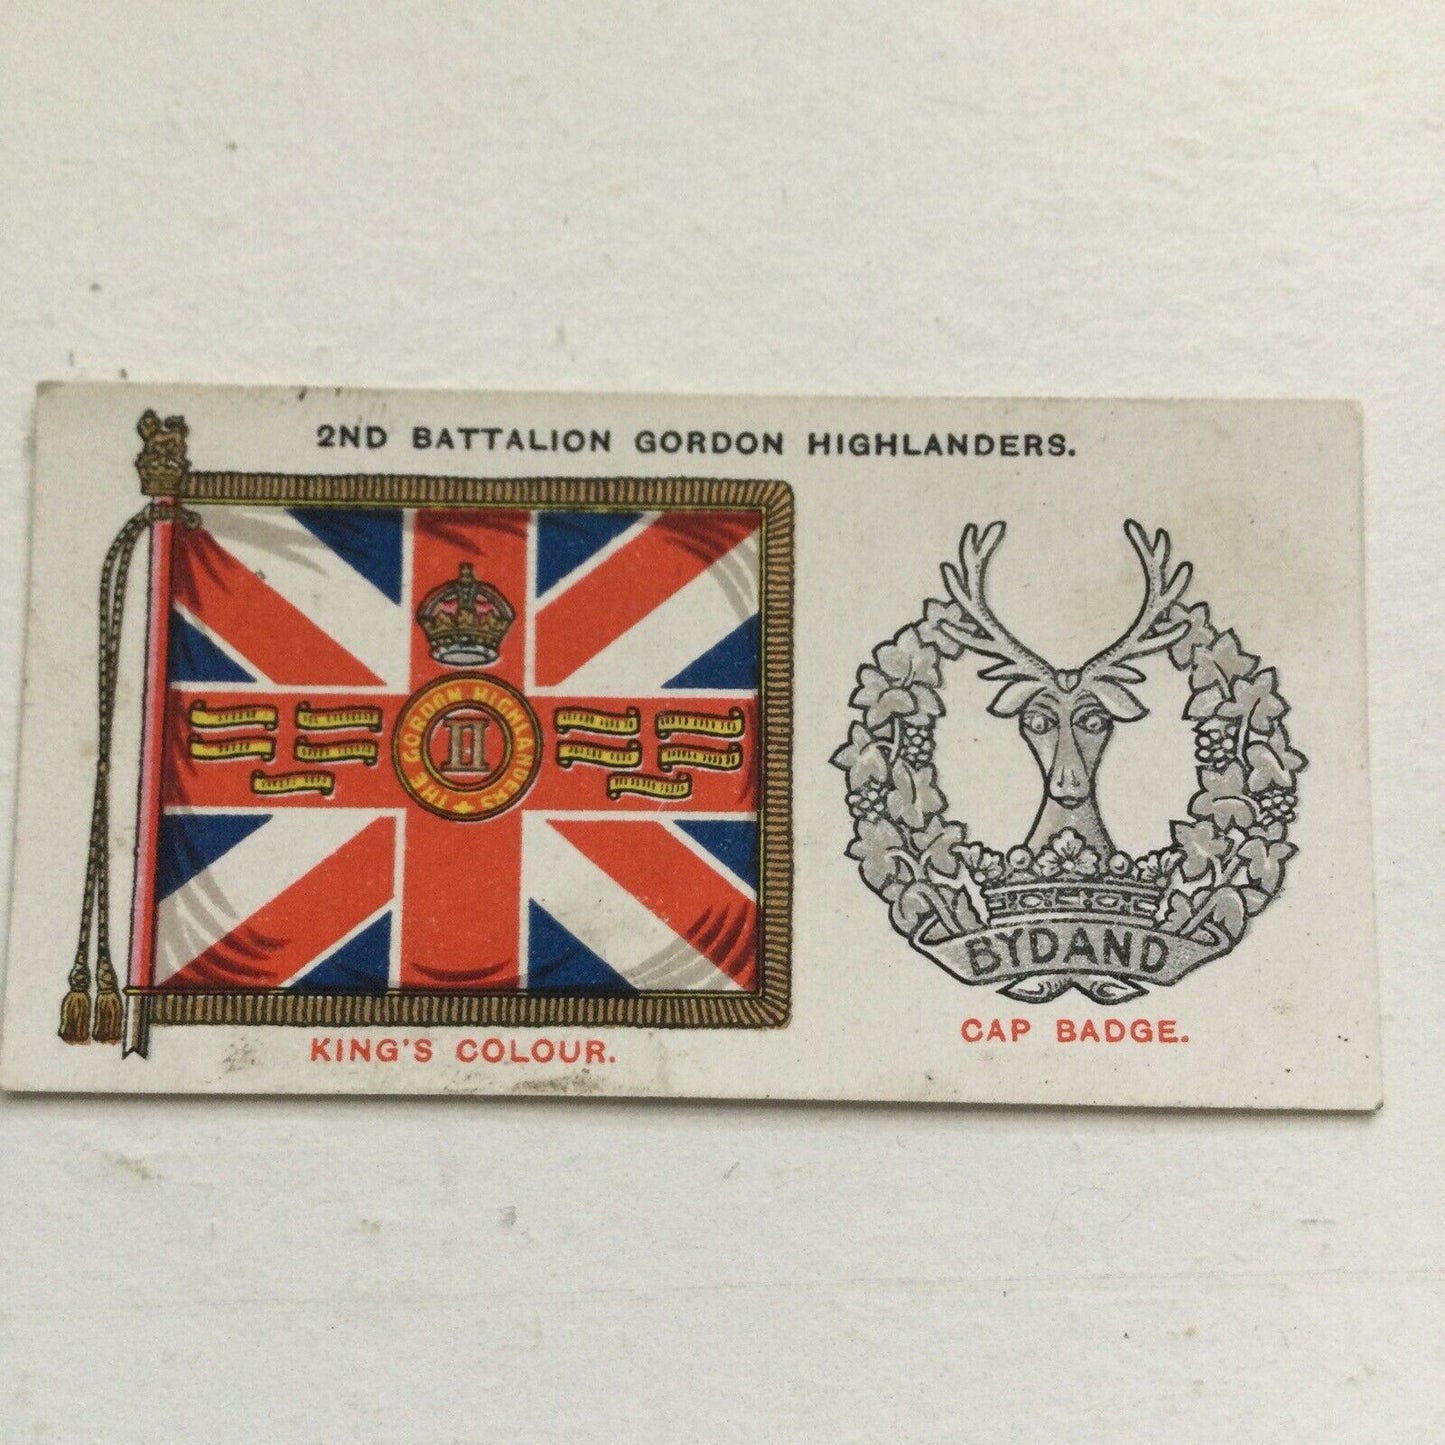 2ND BATTALION GORDON HIGHLANDERS.
THE GORDON HIGHLANDERS
II
BYDAND
KING'S COLOUR.
CAP BADGE.